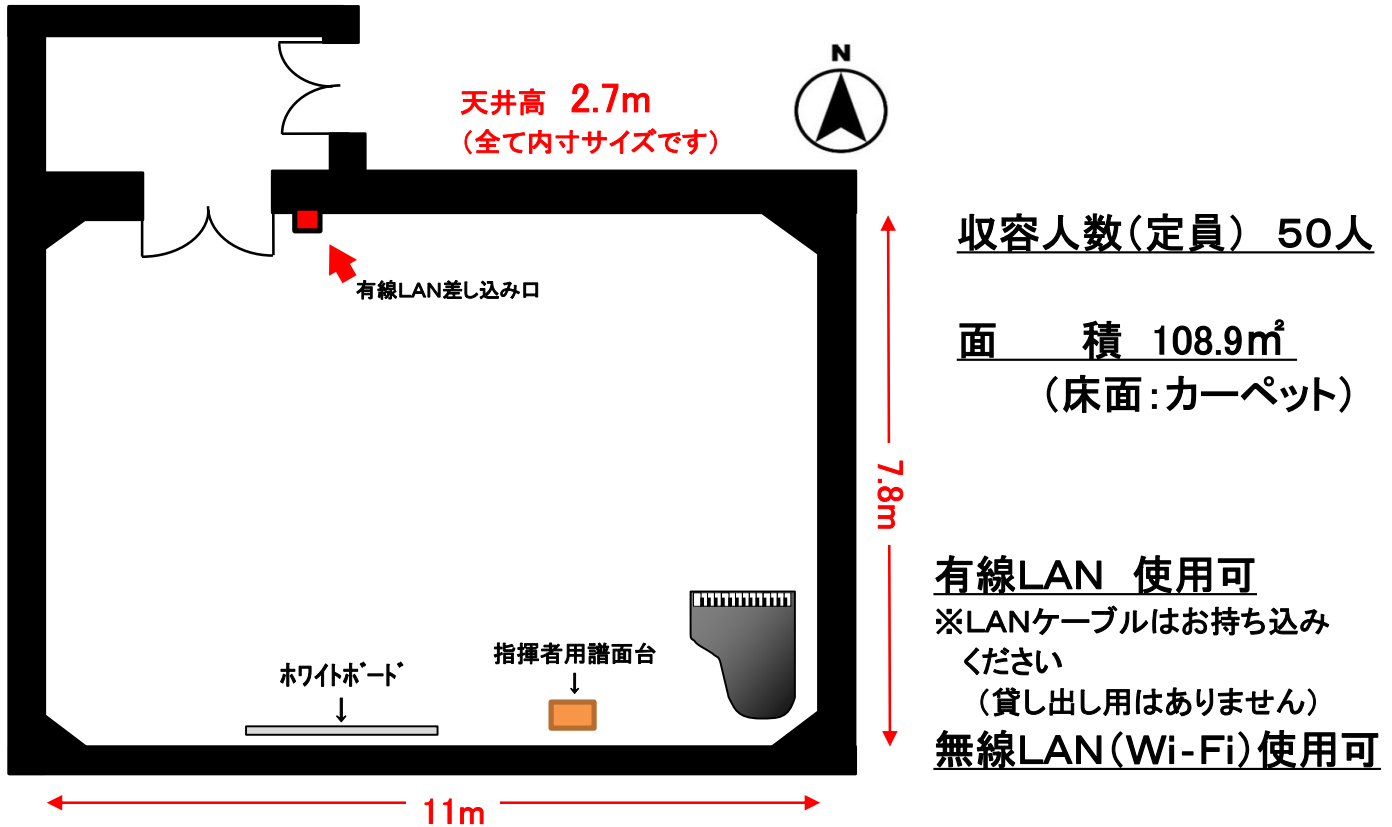 N
天井高　2.7m
（全て内寸サイズです）
収容人数（定員）　５０人
有線LAN差し込み口
面　　積　108.9㎡
（床面：カーペット）
7.8m
有線LAN　使用可
※LANケーブルはお持ち込み
ください
（貸し出し用はありません）
無線LAN（Wi-Fi）使用可
指揮者用譜面台
↓
ﾎﾜｲﾄﾎﾞｰﾄﾞ
↓
11m